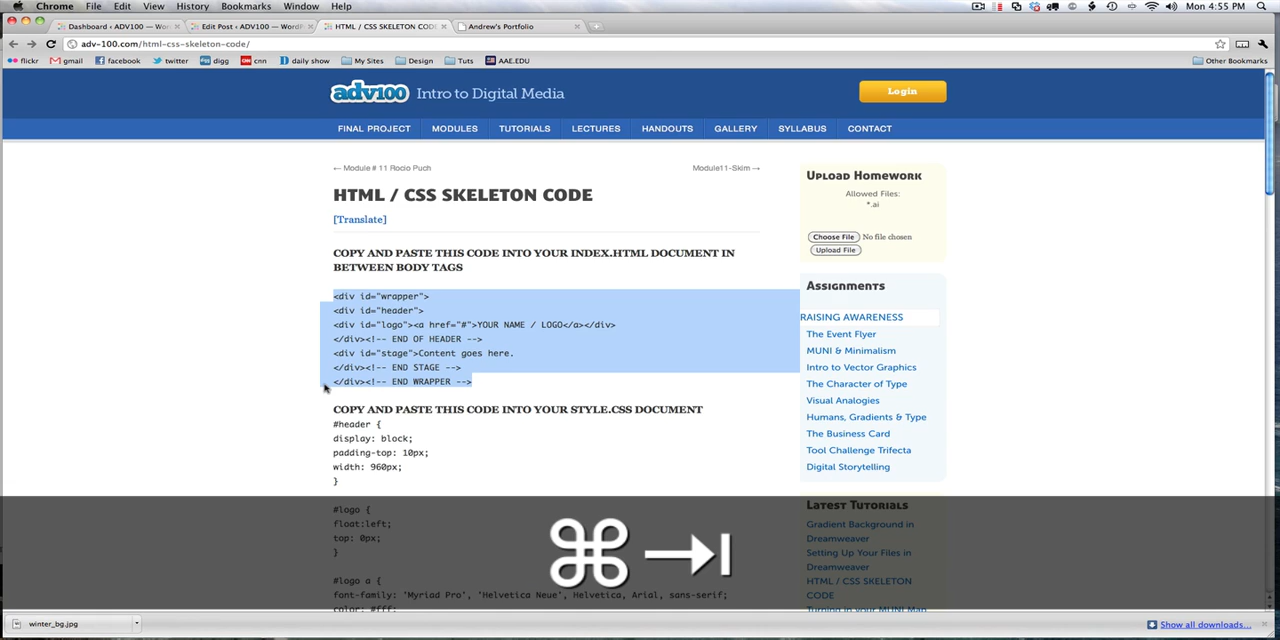 Chrome File Edit View History Bookmarks Window Help Mon 4:55 PM
Dashboard ‹ ADV100 — Wor Edit Post ‹ ADV100 — Wor HTML / CSS SKELETON CODE Andrew's Portfolio
adv-100.com/html-css-skeleton-code/
flickr gmail facebook twitter digg cnn daily show My Sites Design Tuts AAE.EDU Other Bookmarks
adv100 Intro to Digital Media Login
FINAL PROJECT MODULES TUTORIALS LECTURES HANDOUTS GALLERY SYLLABUS CONTACT
← Module # 11 Rocio Puch Module11-Skim →
HTML / CSS SKELETON CODE
[Translate]
COPY AND PASTE THIS CODE INTO YOUR INDEX.HTML DOCUMENT IN
BETWEEN BODY TAGS
<div id="wrapper">
<div id="header">
<div id="logo"><a href="#">YOUR NAME / LOGO</a></div>
</div><!-- END OF HEADER -->
<div id="stage">Content goes here.
</div><!-- END STAGE -->
</div><!-- END WRAPPER -->
COPY AND PASTE THIS CODE INTO YOUR STYLE.CSS DOCUMENT
#header {
display: block;
padding-top: 10px;
width: 960px;
}
#logo {
float:left;
top: 0px;
}
#logo a {
font-family: 'Myriad Pro', 'Helvetica Neue', Helvetica, Arial, sans-serif;
color: #fff;
Upload Homework
Allowed Files:
*.ai
Choose File No file chosen
Upload File
Assignments
RAISING AWARENESS
The Event Flyer
MUNI & Minimalism
Intro to Vector Graphics
The Character of Type
Visual Analogies
Humans, Gradients & Type
The Business Card
Tool Challenge Trifecta
Digital Storytelling
Latest Tutorials
Gradient Background in
Dreamweaver
Setting Up Your Files in
Dreamweaver
HTML / CSS SKELETON
CODE
Turning in your MUNI Map
⌘ ⇥
winter_bg.jpg Show all downloads...